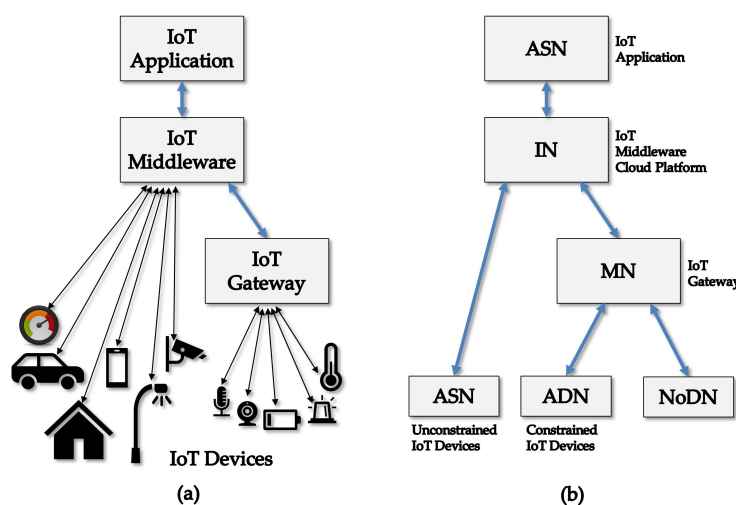 IoT
Application
IoT
Middleware
IoT
Gateway
IoT Devices
(a)
ASN
IoT
Application
IN
IoT
Middleware
Cloud Platform
MN
IoT
Gateway
ASN
Unconstrained
IoT Devices
ADN
Constrained
IoT Devices
NoDN
(b)